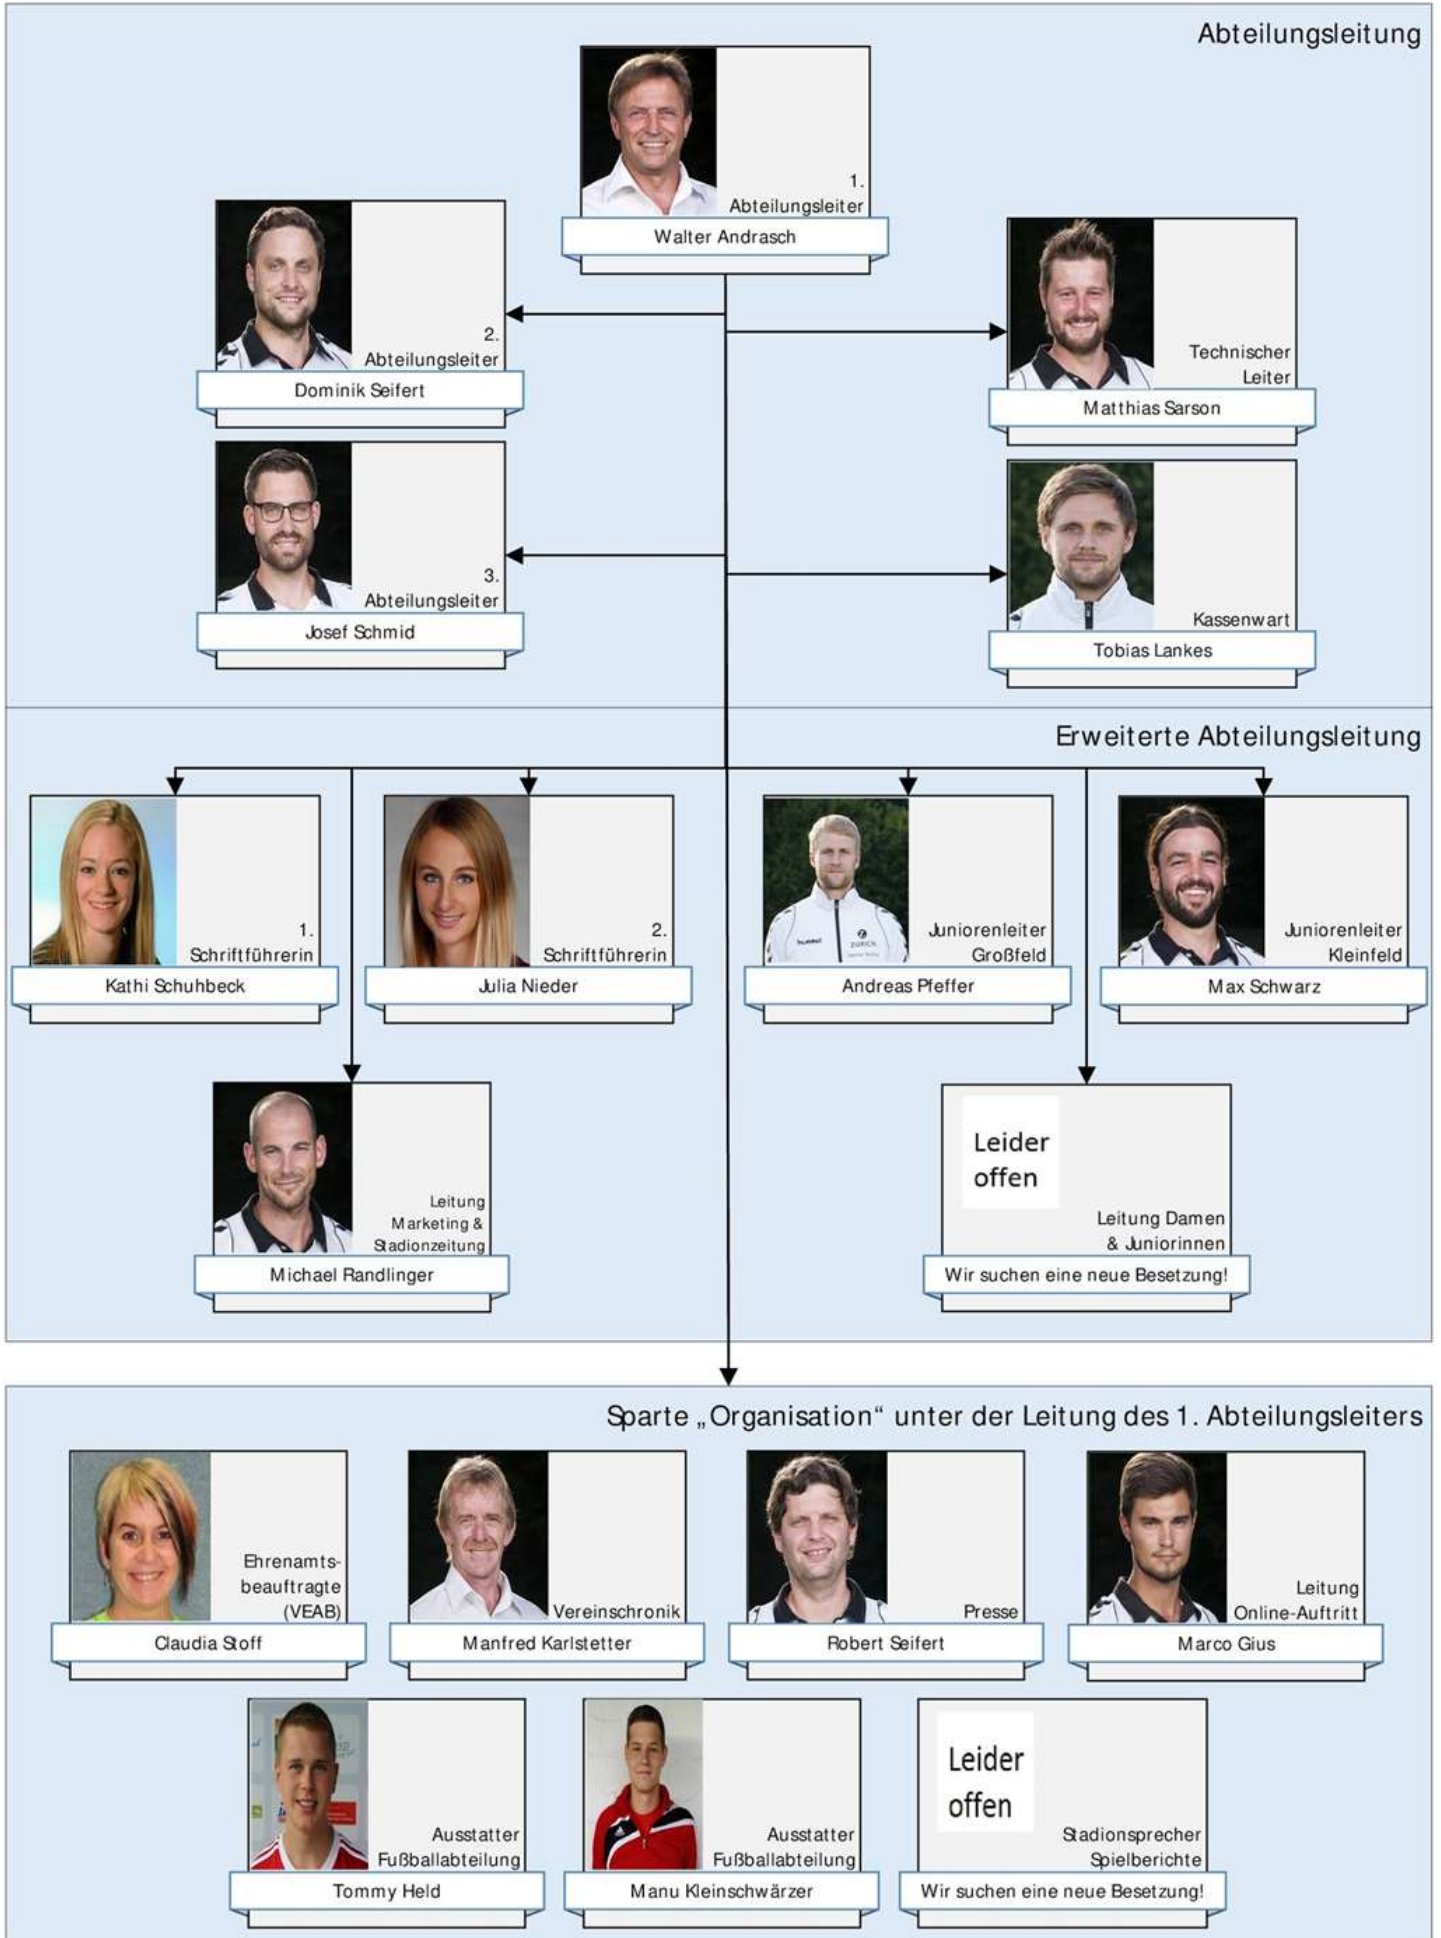 Abteilungsleitung
1.
Abteilungsleiter
Walter Andrasch
2.
Abteilungsleiter
Dominik Seifert
Technischer
Leiter
Matthias Sarson
3.
Abteilungsleiter
Josef Schmid
Kassenwart
Tobias Lankes
Erweiterte Abteilungsleitung
1.
Schriftführerin
Kathi Schuhbeck
2.
Schriftführerin
Julia Nieder
hummel
ZURICH
Juniorenleiter
Großfeld
Andreas Pfeffer
Juniorenleiter
Kleinfeld
Max Schwarz
Leitung
Marketing &
Stadionzeitung
Michael Randlinger
Leider
offen
Leitung Damen
& Juniorinnen
Wir suchen eine neue Besetzung!
Sparte „Organisation“ unter der Leitung des 1. Abteilungsleiters
Ehrenamts-
beauftragte
(VEAB)
Claudia Stoff
Vereinschronik
Manfred Karlstetter
Presse
Robert Seifert
Leitung
Online-Auftritt
Marco Gius
Ausstatter
Fußballabteilung
Tommy Held
Ausstatter
Fußballabteilung
Manu Kleinschwärzer
Leider
offen
Stadionsprecher
Spielberichte
Wir suchen eine neue Besetzung!